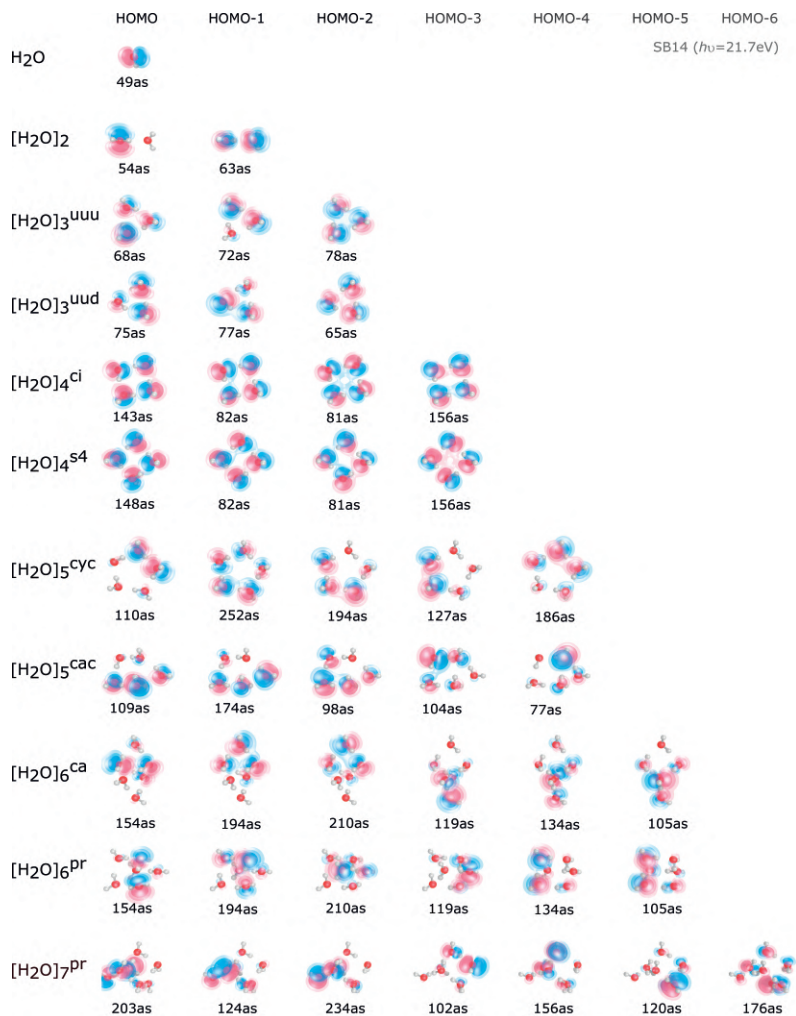 HOMO HOMO-1 HOMO-2 HOMO-3 HOMO-4 HOMO-5 HOMO-6
SB14 (hυ=21.7eV)
H2O
49as
[H2O]2
54as 63as
[H2O]3uuu
68as 72as 78as
[H2O]3uud
75as 77as 65as
[H2O]4ci
143as 82as 81as 156as
[H2O]4s4
148as 82as 81as 156as
[H2O]5cyc
110as 252as 194as 127as 186as
[H2O]5cac
109as 174as 98as 104as 77as
[H2O]6ca
154as 194as 210as 119as 134as 105as
[H2O]6pr
154as 194as 210as 119as 134as 105as
[H2O]7pr
203as 124as 234as 102as 156as 120as 176as